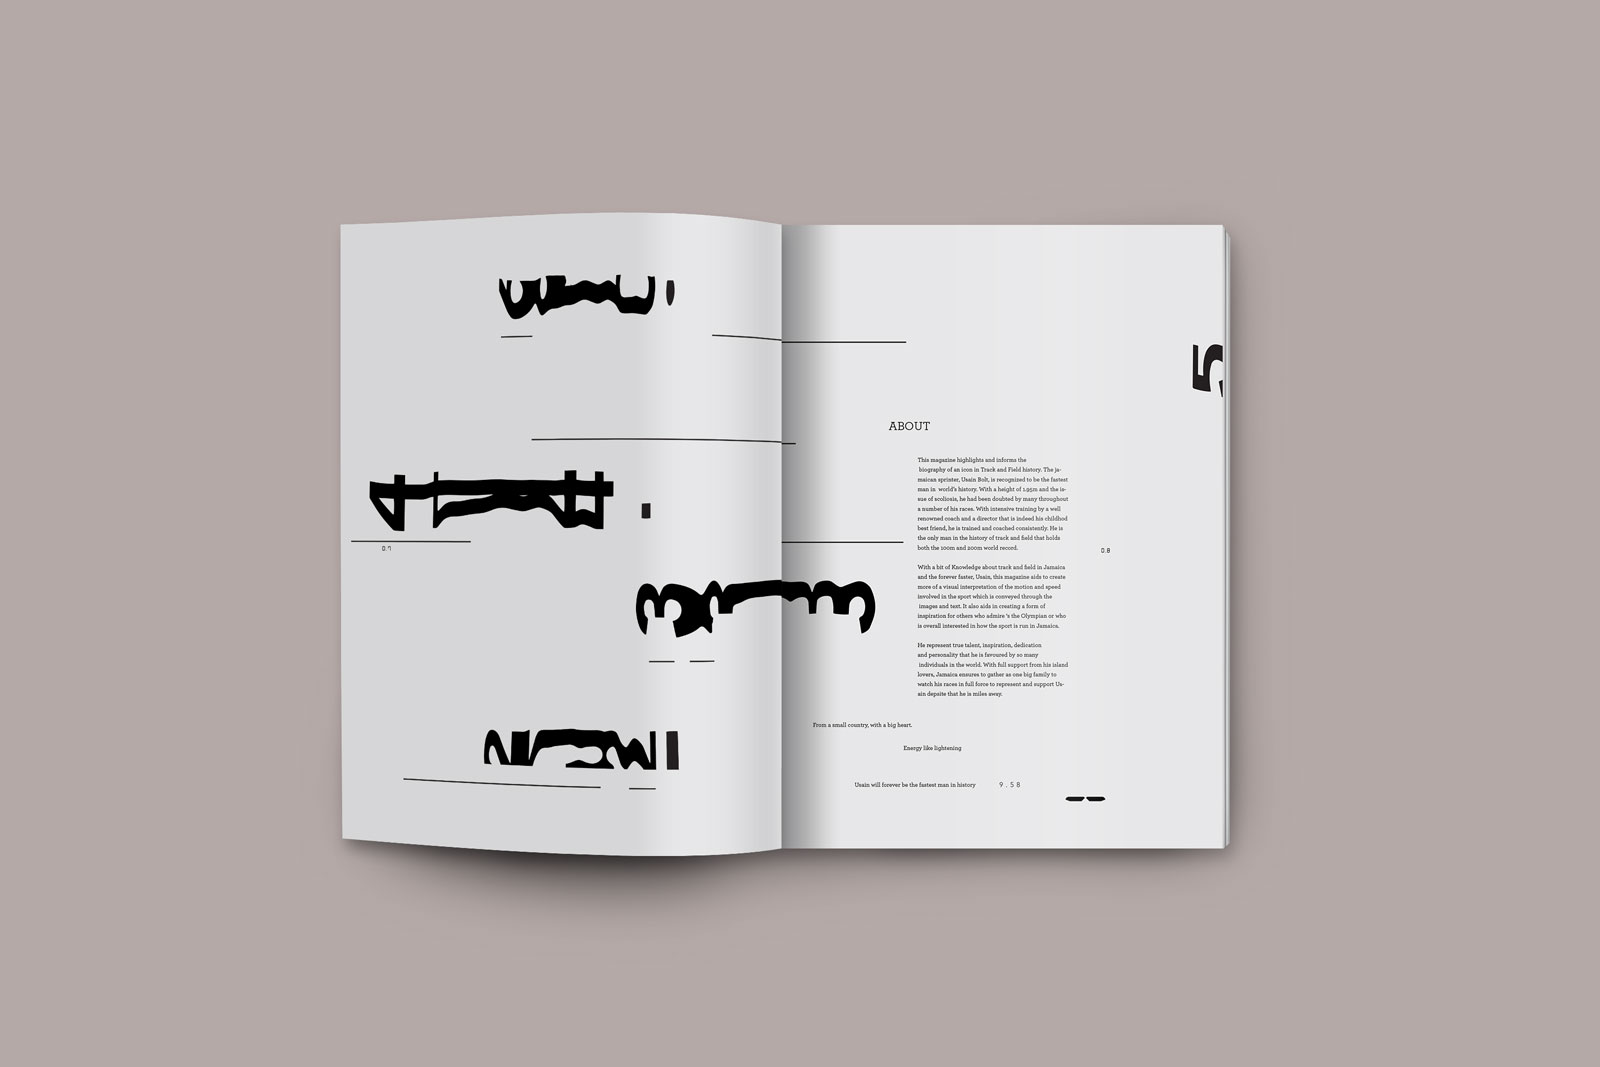 0.7
5
ABOUT
This magazine highlights and informs the
biography of an icon in Track and Field history. The ja-
maican sprinter, Usain Bolt, is recognized to be the fastest
man in world's history. With a height of 1.95m and the is-
sue of scoliosis, he had been doubted by many throughout
a number of his races. With intensive training by a well
renowned coach and a director that is indeed his childhod
best friend, he is trained and coached consistently. He is
the only man in the history of track and field that holds
both the 100m and 200m world record.
0.8
With a bit of Knowledge about track and field in Jamaica
and the forever faster, Usain, this magazine aids to create
more of a visual interpretation of the motion and speed
involved in the sport which is conveyed through the
images and text. It also aids in creating a form of
inspiration for others who admire 's the Olympian or who
is overall interested in how the sport is run in Jamaica.
He represent true talent, inspiration, dedication
and personality that he is favoured by so many
individuals in the world. With full support from his island
lovers, Jamaica ensures to gather as one big family to
watch his races in full force to represent and support Us-
ain depsite that he is miles away.
From a small country, with a big heart.
Energy like lightening
Usain will forever be the fastest man in history 9.58